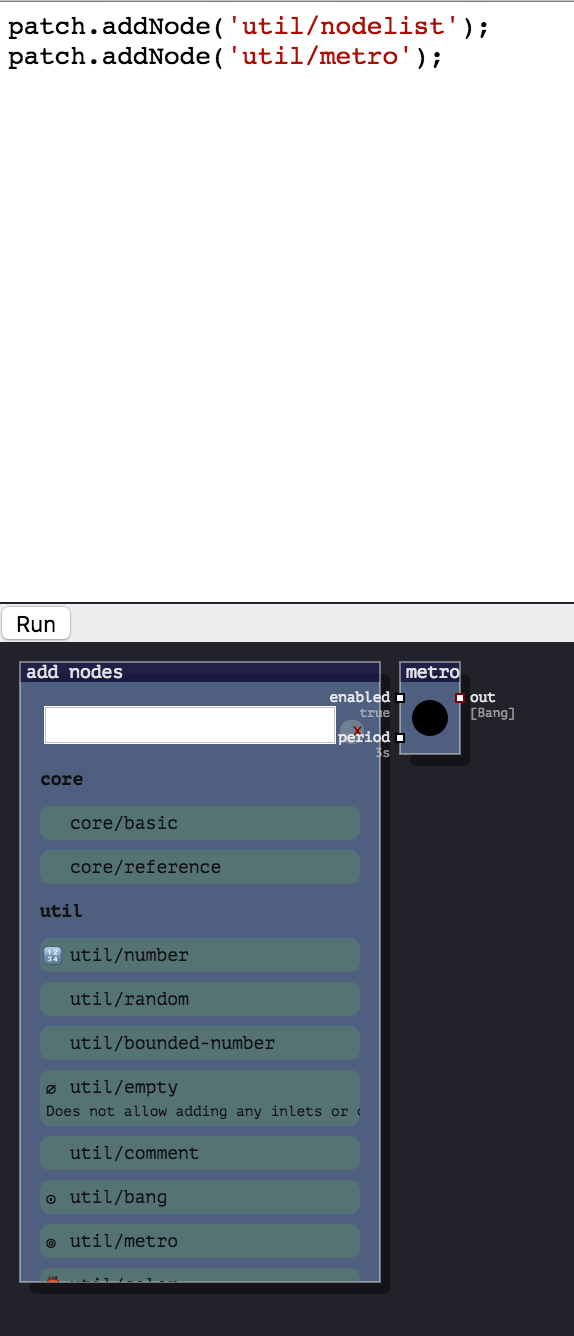 patch.addNode('util/nodelist');
patch.addNode('util/metro');
Run
add nodes
metro
enabled
true
x
period
3s
out
[Bang]
core
core/basic
core/reference
util
util/number
util/random
util/bounded-number
∅ util/empty
Does not allow adding any inlets or
util/comment
⊙ util/bang
◎ util/metro
util/color